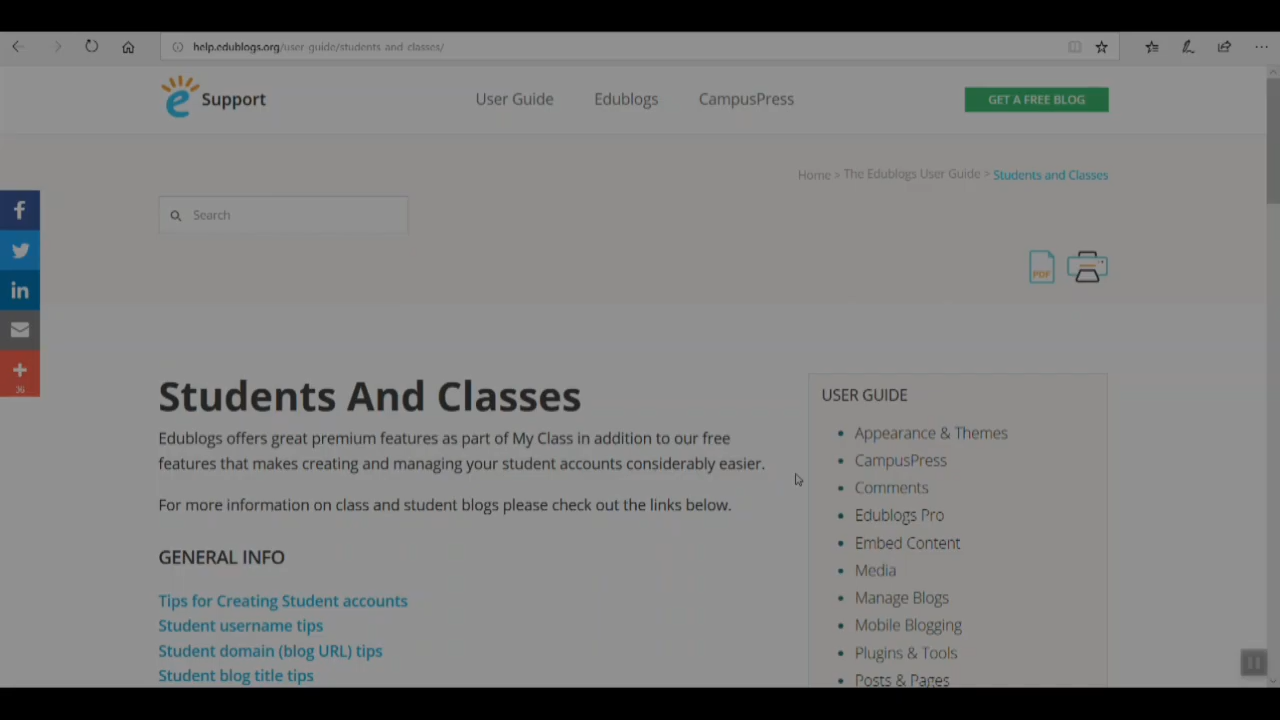 help.edublogs.org/user-guide/students-and-classes/
Support
User Guide
Edublogs
CampusPress
GET A FREE BLOG
Home > The Edublogs User Guide > Students and Classes
Search
PDF
36
Students And Classes
Edublogs offers great premium features as part of My Class in addition to our free
features that makes creating and managing your student accounts considerably easier.
For more information on class and student blogs please check out the links below.
GENERAL INFO
Tips for Creating Student accounts
Student username tips
Student domain (blog URL) tips
Student blog title tips
USER GUIDE
Appearance & Themes
CampusPress
Comments
Edublogs Pro
Embed Content
Media
Manage Blogs
Mobile Blogging
Plugins & Tools
Posts & Pages